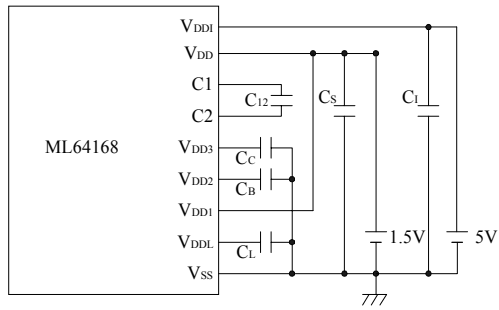 VDDI
VDD
C1
C12
CS
CI
C2
ML64168
VDD3
CC
VDD2
CB
VDD1
VDDL
CL
1.5V
5V
VSS